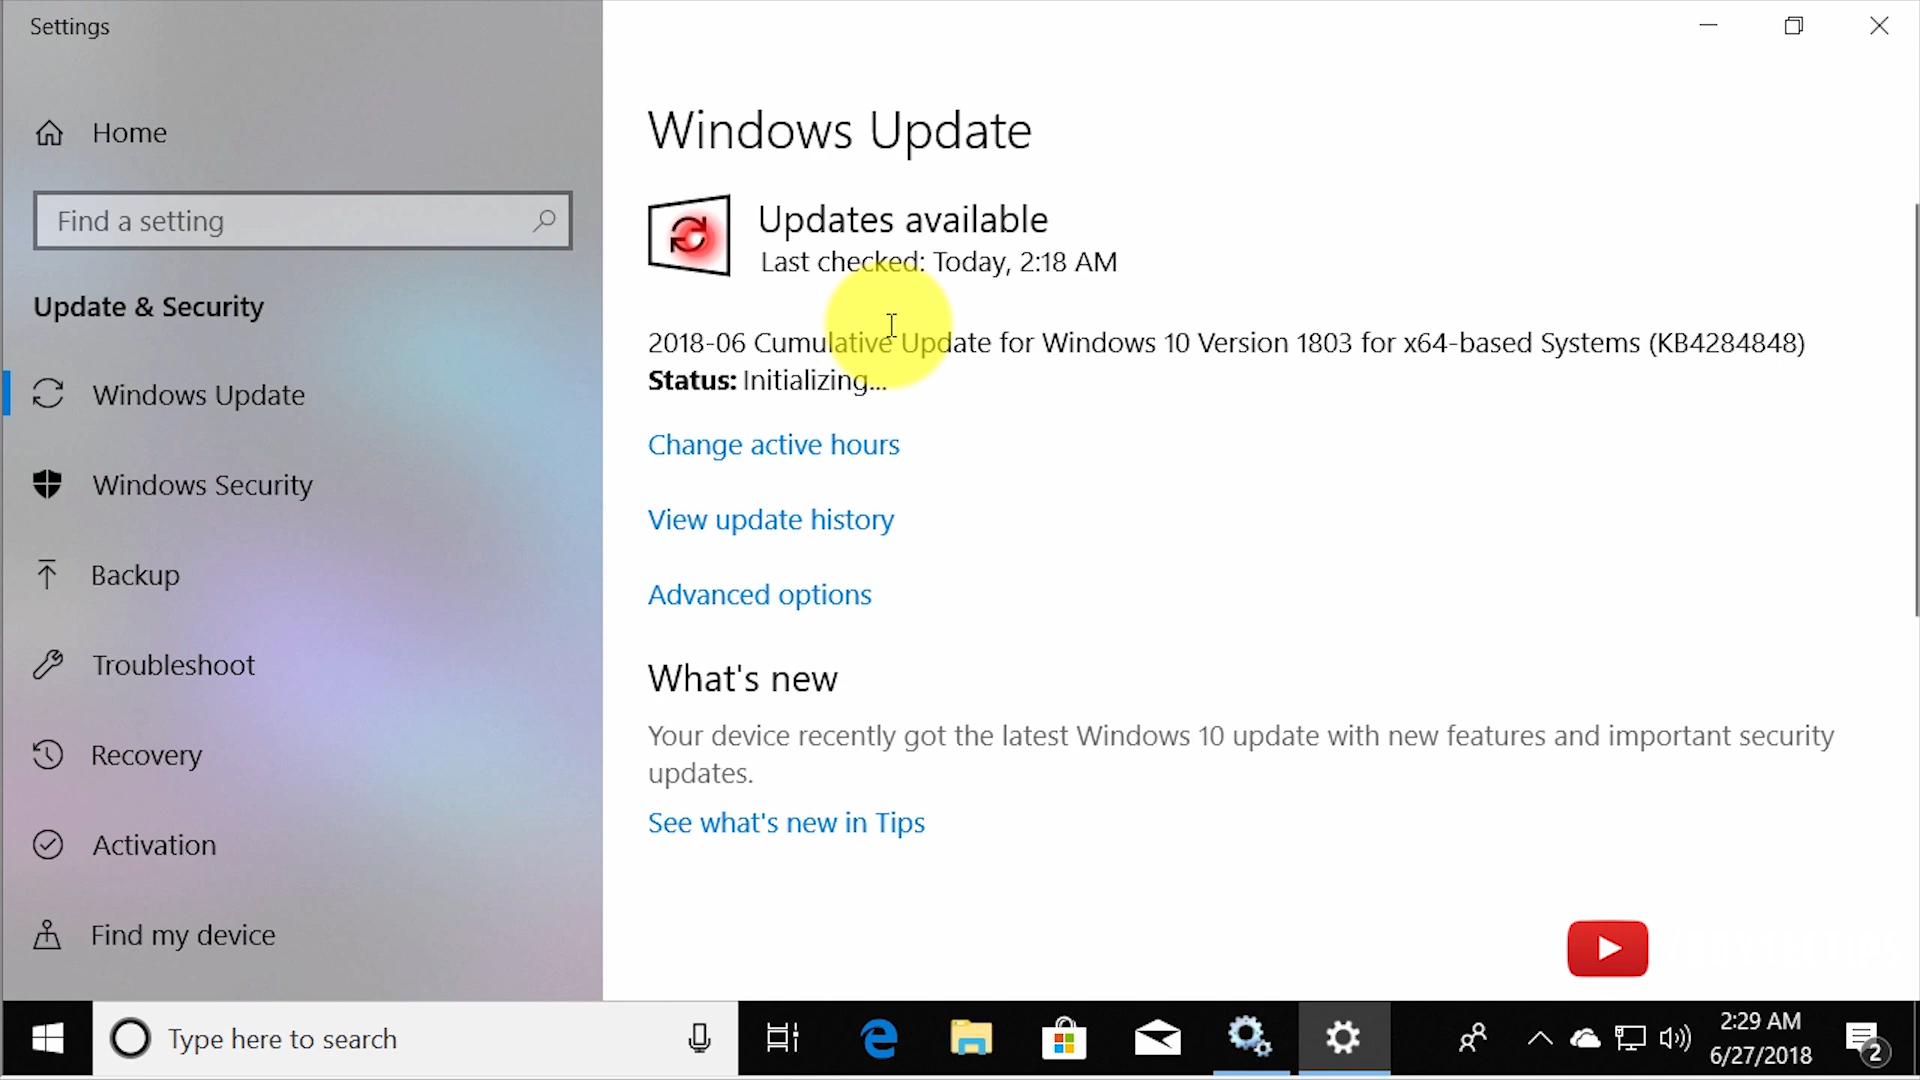 Settings
Home
Find a setting
Update & Security
Windows Update
Windows Security
Backup
Troubleshoot
Recovery
Activation
Find my device
Windows Update
Updates available
Last checked: Today, 2:18 AM
2018-06 Cumulative Update for Windows 10 Version 1803 for x64-based Systems (KB4284848)
Status: Initializing...
Change active hours
View update history
Advanced options
What's new
Your device recently got the latest Windows 10 update with new features and important security
updates.
See what's new in Tips
Type here to search
2:29 AM
6/27/2018
2